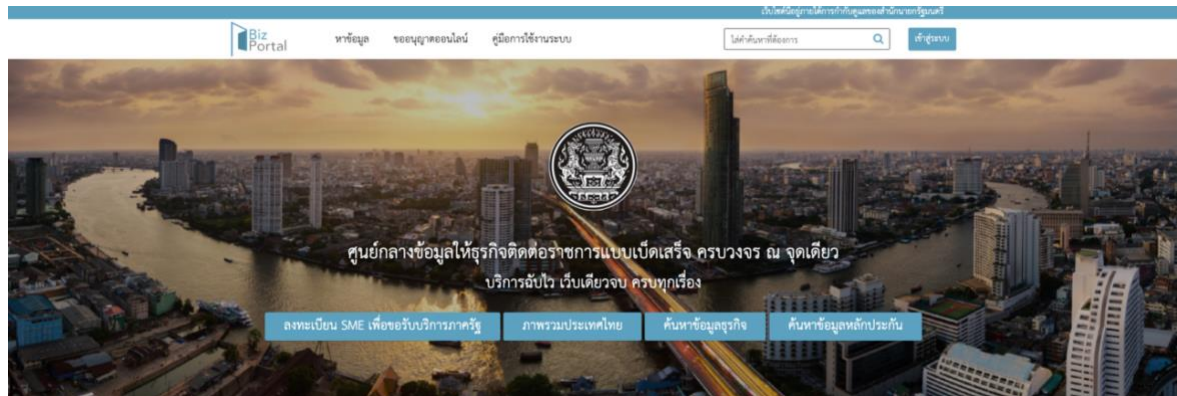 เว็บไซต์นี้อยู่ภายใต้การกำกับดูแลของสำนักนายกรัฐมนตรี
Biz
Portal
หาข้อมูล
ขออนุญาตออนไลน์
คู่มือการใช้งานระบบ
ใส่คำค้นหาที่ต้องการ
เข้าสู่ระบบ
ศูนย์กลางข้อมูลให้ธุรกิจติดต่อราชการแบบเบ็ดเสร็จ ครบวงจร ณ จุดเดียว
บริการฉับไว เว็บเดียวจบ ครบทุกเรื่อง
ลงทะเบียน SME เพื่อขอรับบริการภาครัฐ
ภาพรวมประเทศไทย
ค้นหาข้อมูลธุรกิจ
ค้นหาข้อมูลหลักประกัน